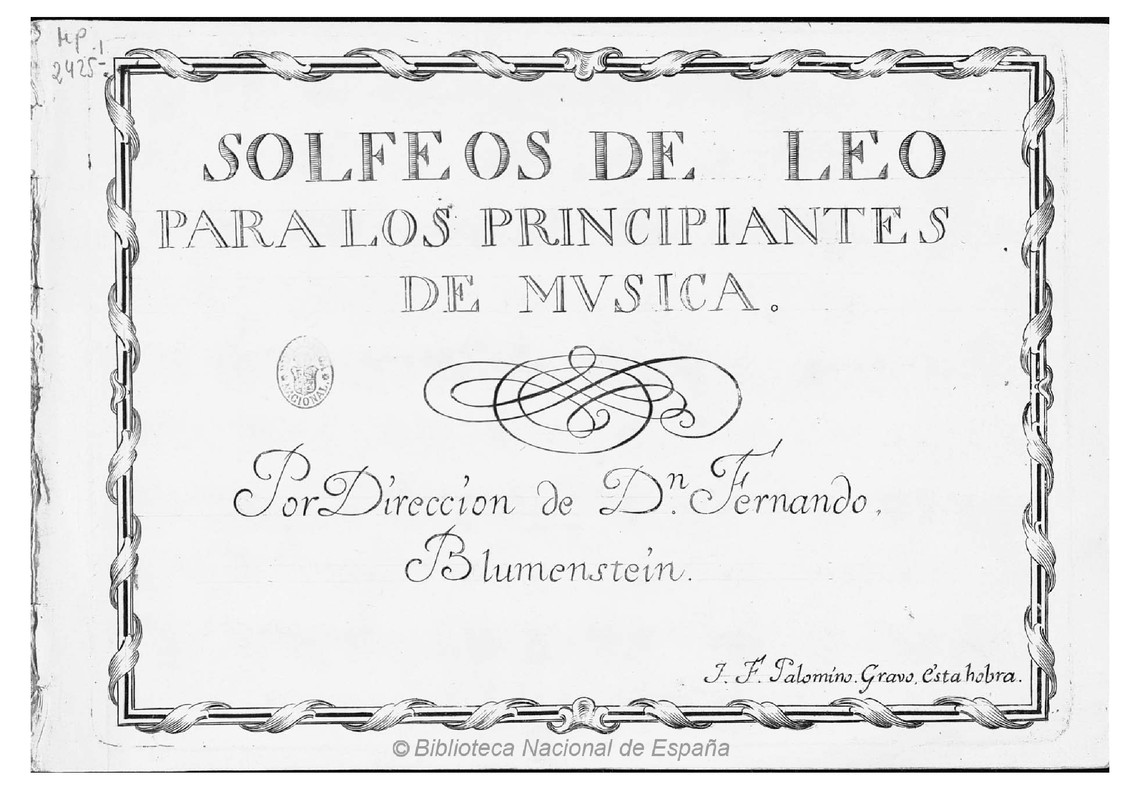 Mp
2425-1
SOLFEOS DE LEO
PARA LOS PRINCIPIANTES
DE MVSICA.
CIONAL
Por Direccion de D.n Fernando,
Blumenstein.
J. F. Palomino. Gravo, esta hobra.
© Biblioteca Nacional de España